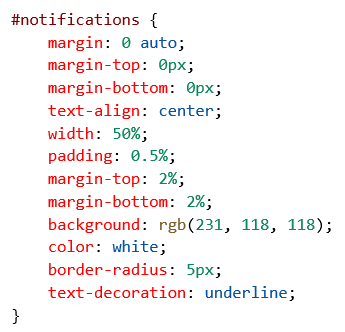 #notifications {
    margin: 0 auto;
    margin-top: 0px;
    margin-bottom: 0px;
    text-align: center;
    width: 50%;
    padding: 0.5%;
    margin-top: 2%;
    margin-bottom: 2%;
    background: rgb(231, 118, 118);
    color: white;
    border-radius: 5px;
    text-decoration: underline;
}